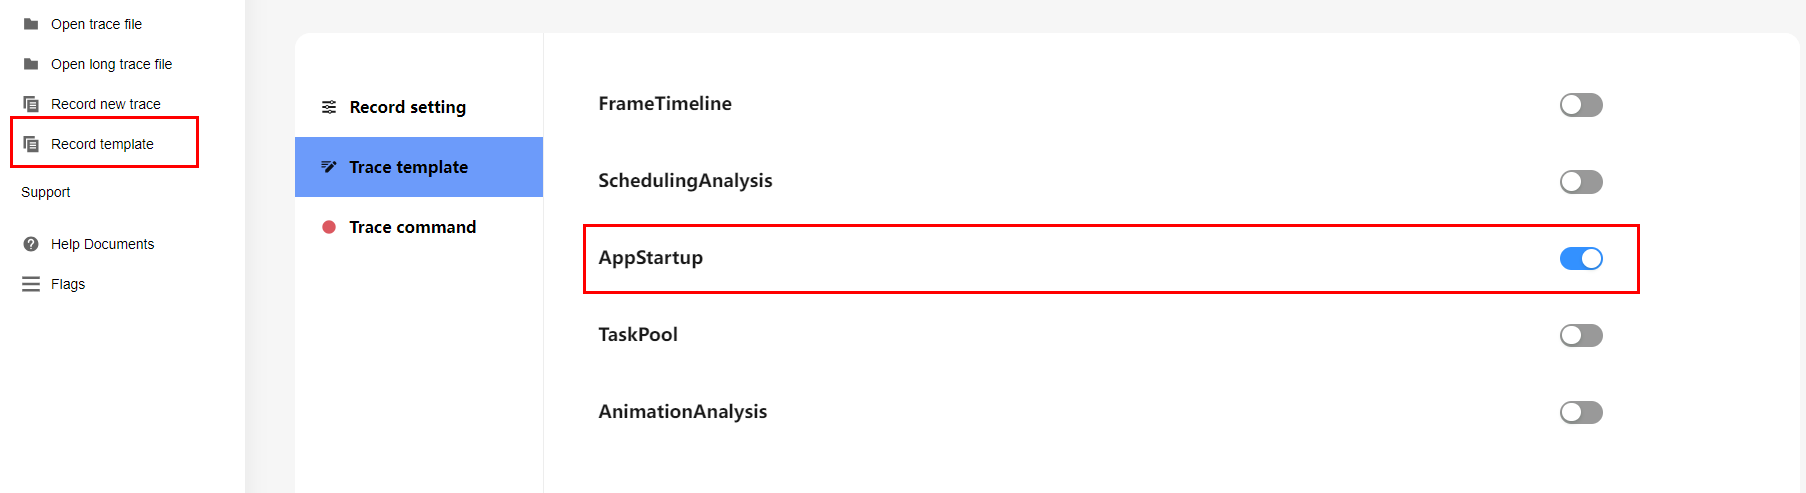 Open trace file
Open long trace file
Record new trace
Record template
Support
Help Documents
Flags
Record setting
Trace template
Trace command
FrameTimeline
SchedulingAnalysis
AppStartup
TaskPool
AnimationAnalysis